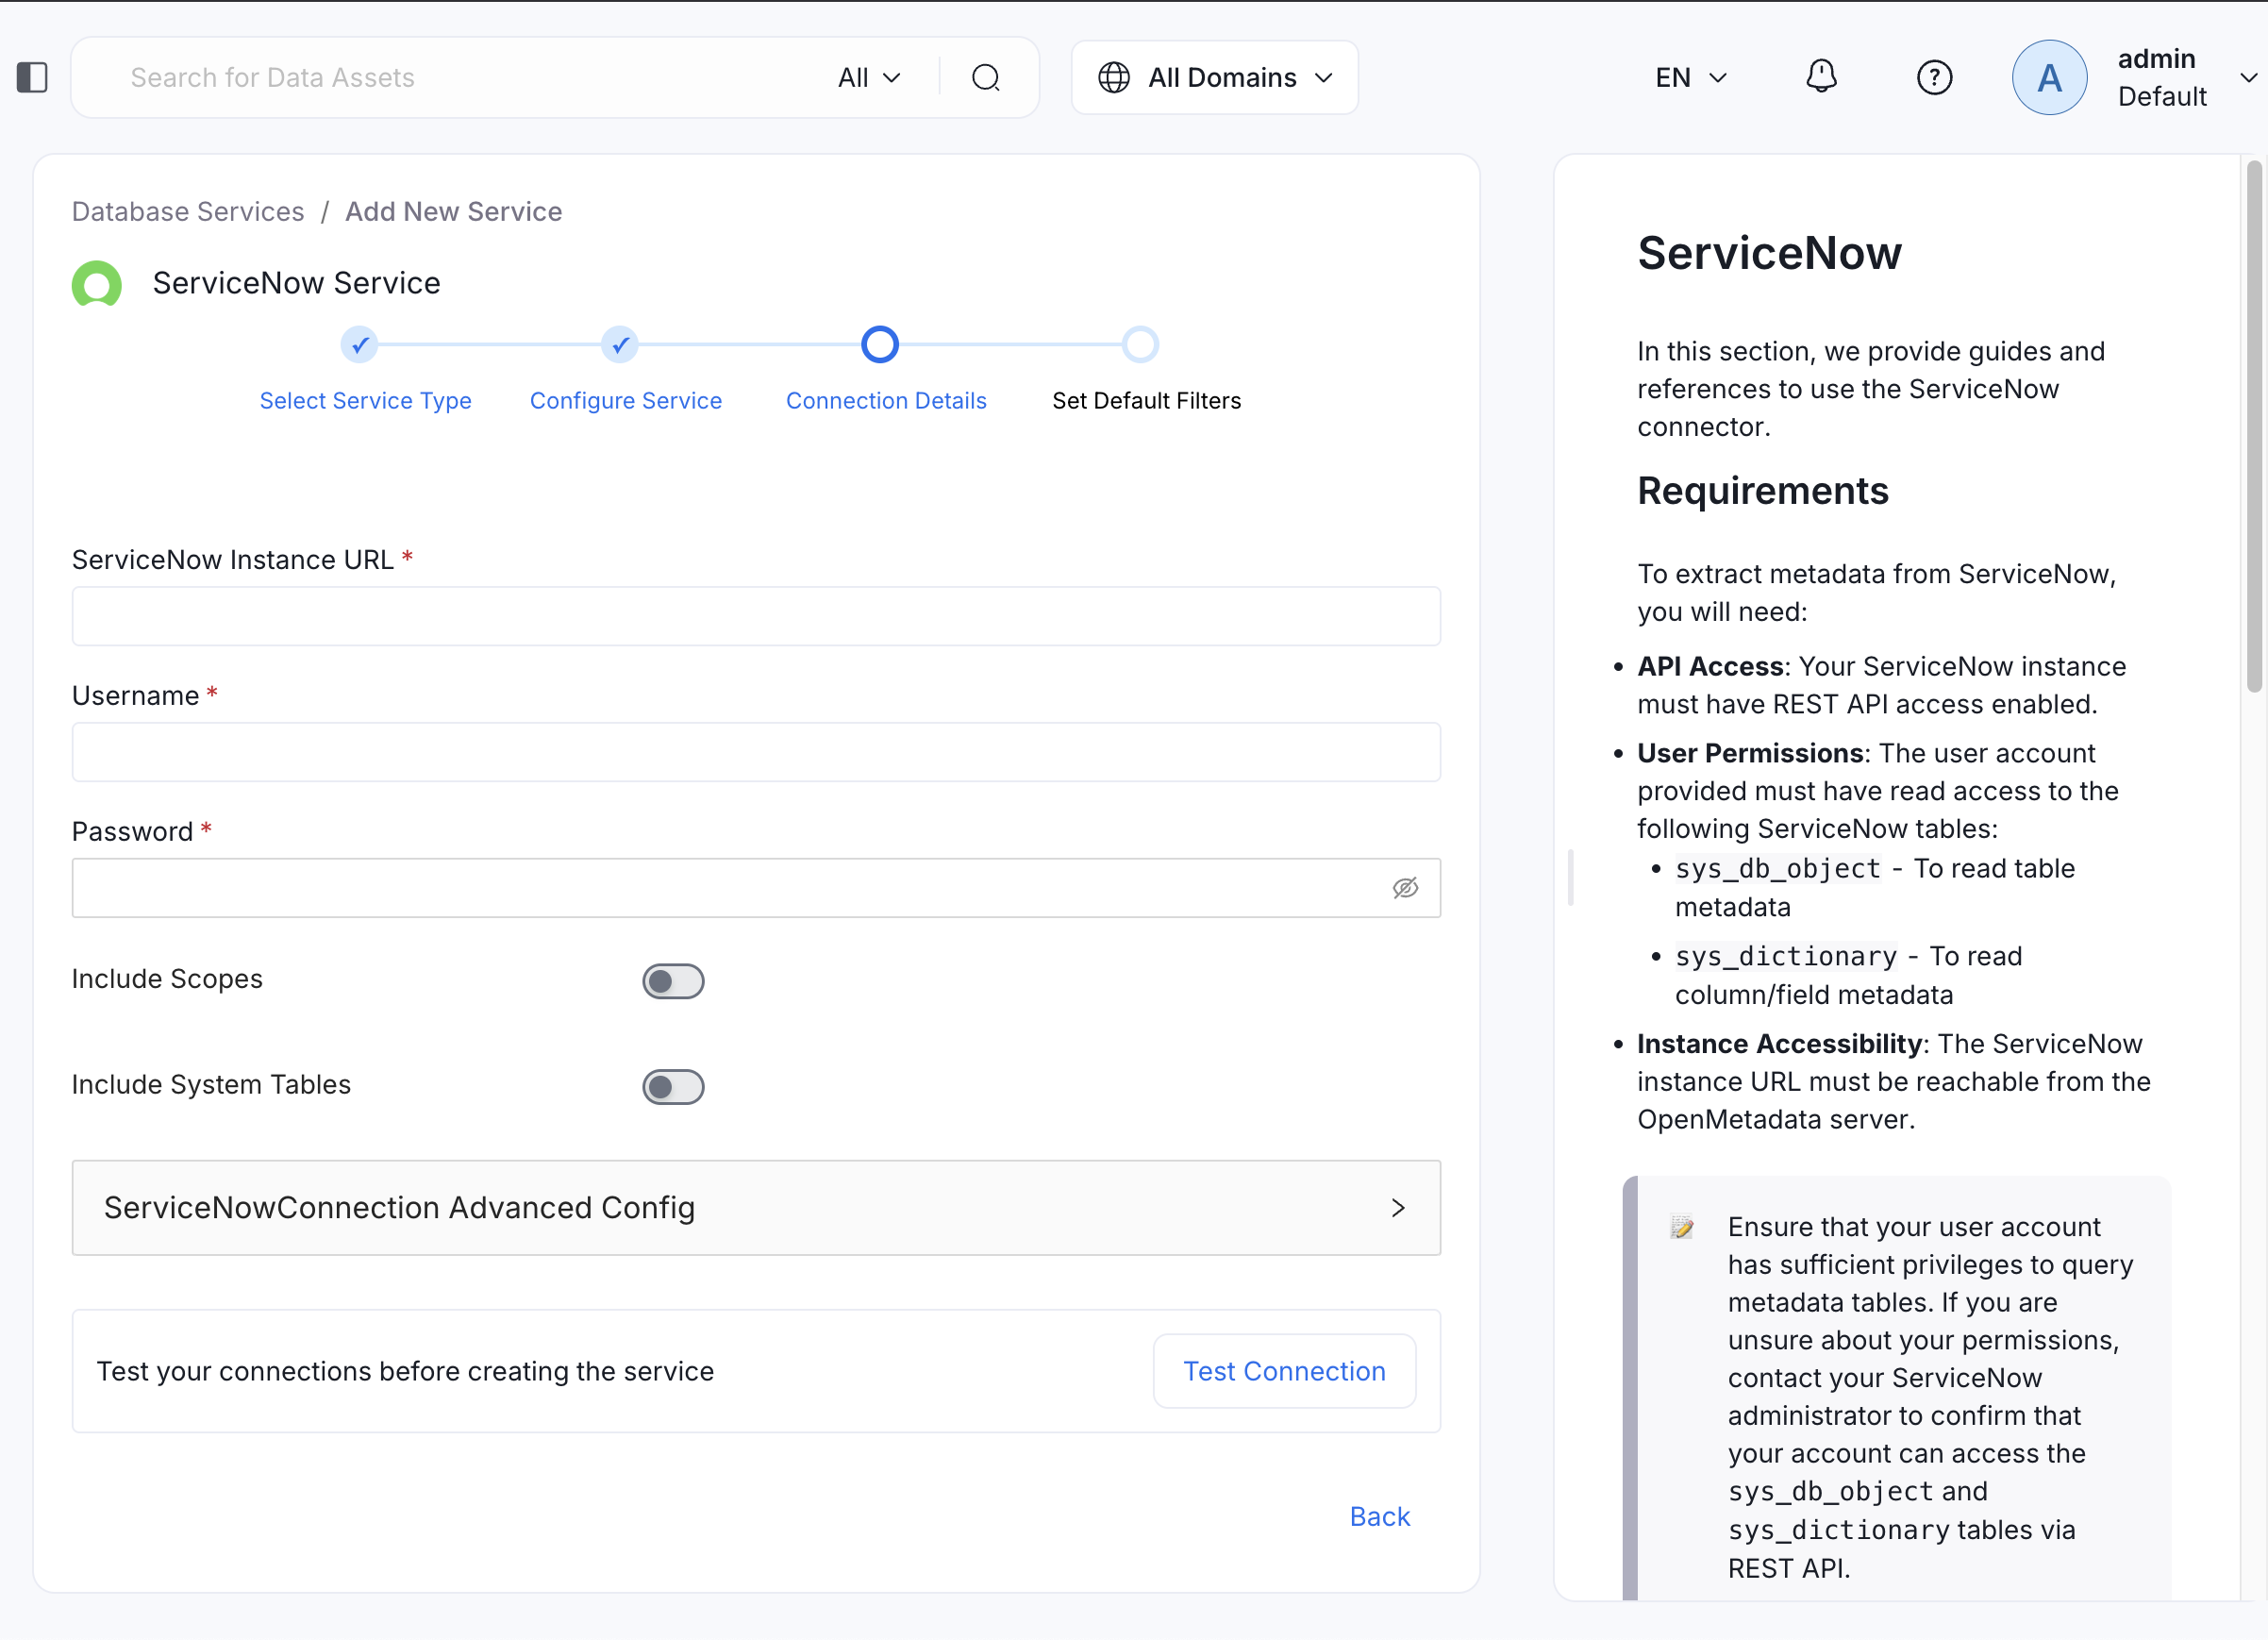 Search for Data Assets
All
All Domains
EN
A
admin
Default
Database Services / Add New Service
ServiceNow Service
Select Service Type
Configure Service
Connection Details
Set Default Filters
ServiceNow Instance URL *
Username *
Password *
Include Scopes
Include System Tables
ServiceNowConnection Advanced Config
Test your connections before creating the service
Test Connection
Back
ServiceNow
In this section, we provide guides and
references to use the ServiceNow
connector.
Requirements
To extract metadata from ServiceNow,
you will need:
• API Access: Your ServiceNow instance
must have REST API access enabled.
• User Permissions: The user account
provided must have read access to the
following ServiceNow tables:
• sys_db_object - To read table
metadata
• sys_dictionary - To read
column/field metadata
• Instance Accessibility: The ServiceNow
instance URL must be reachable from the
OpenMetadata server.
Ensure that your user account
has sufficient privileges to query
metadata tables. If you are
unsure about your permissions,
contact your ServiceNow
administrator to confirm that
your account can access the
sys_db_object and
sys_dictionary tables via
REST API.